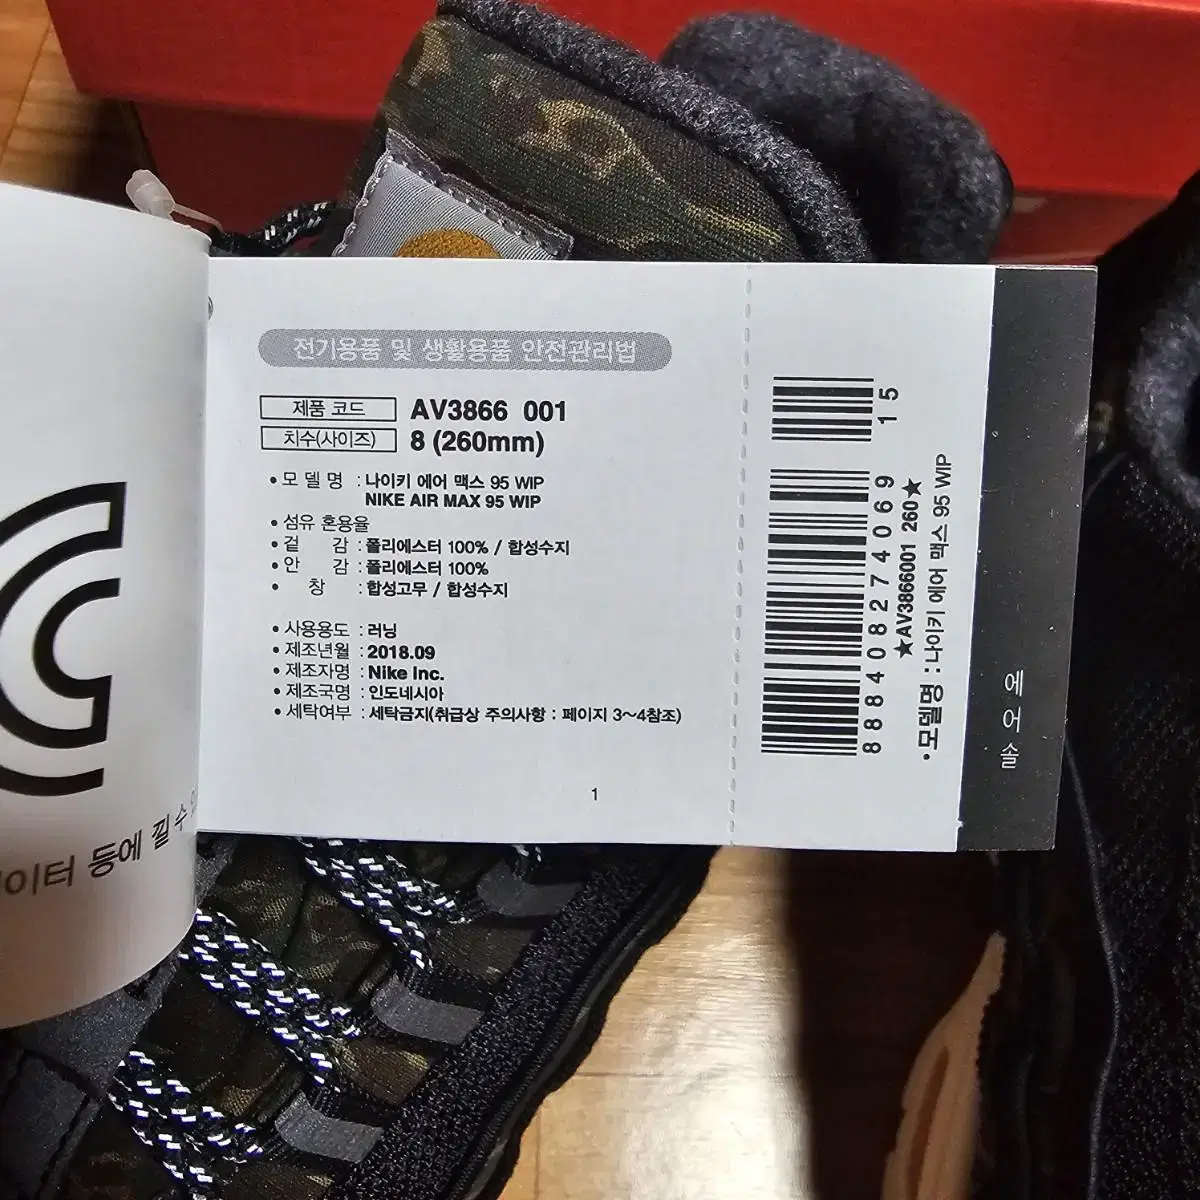 전기용품 및 생활용품 안전관리법
제품 코드 AV3866 001
치수(사이즈) 8 (260mm)
• 모 델 명 : 나이키 에어 맥스 95 WIP
NIKE AIR MAX 95 WIP
• 섬유 혼용율
• 겉 감 : 폴리에스터 100% / 합성수지
• 안 감 : 폴리에스터 100%
• 창 : 합성고무 / 합성수지
• 사용용도 : 러닝
• 제조년월 : 2018.09
• 제조자명 : Nike Inc.
• 제조국명 : 인도네시아
• 세탁여부 : 세탁금지(취급상 주의사항 : 페이지 3~4참조)
1
15
888408274069
★AV3866001 260★
• 모델명 : 나이키 에어 맥스 95 WIP
에어솔
등에 낄 수